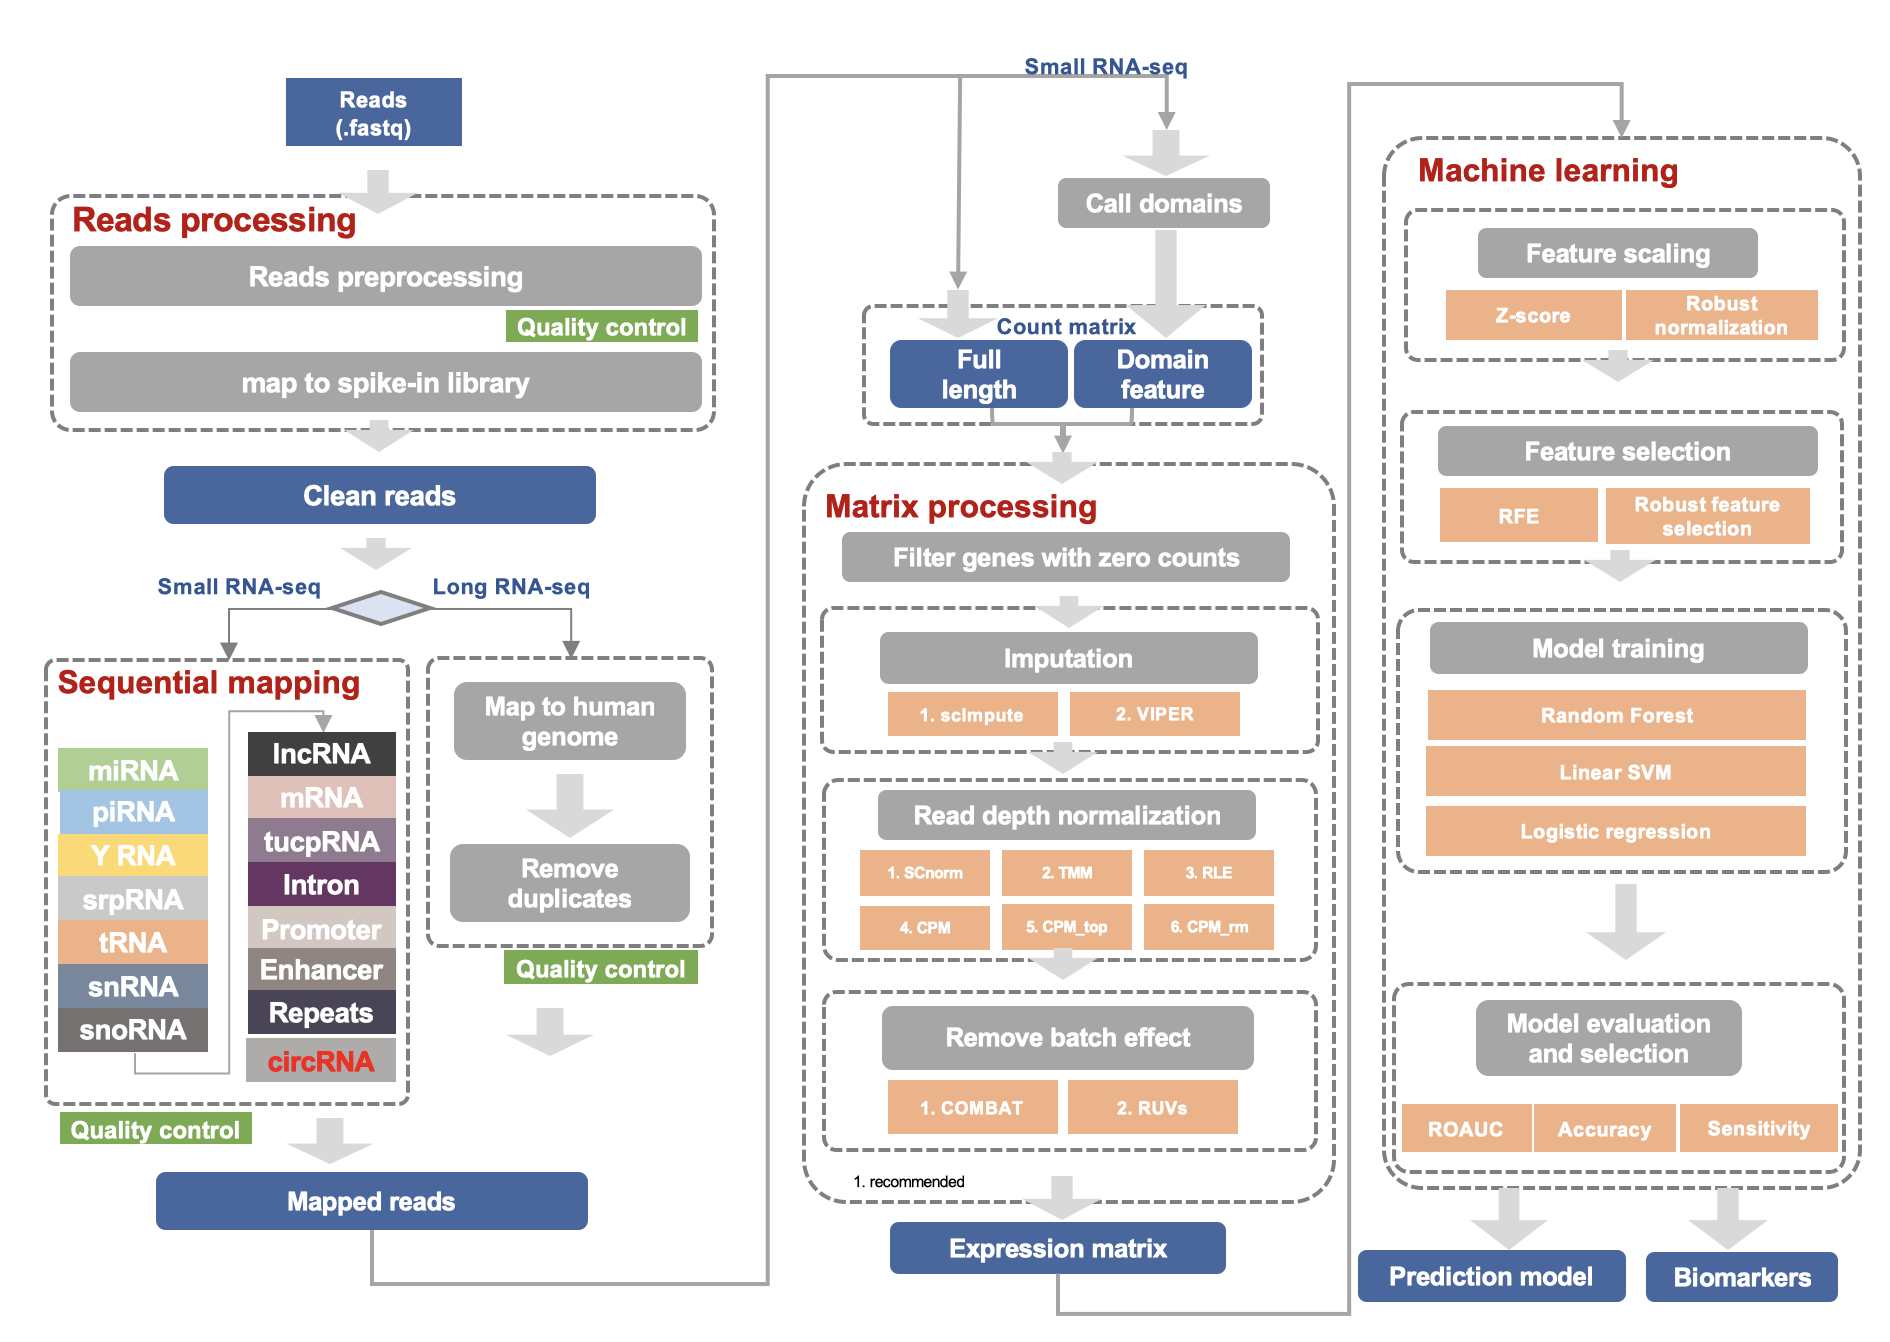 Reads
(.fastq)
Reads processing
Reads preprocessing
Quality control
map to spike-in library
Clean reads
Small RNA-seq
Long RNA-seq
Sequential mapping
miRNA
piRNA
Y RNA
srpRNA
tRNA
snRNA
snoRNA
lncRNA
mRNA
tucpRNA
Intron
Promoter
Enhancer
Repeats
circRNA
Quality control
Map to human
genome
Remove
duplicates
Quality control
Mapped reads
Small RNA-seq
Call domains
Count matrix
Full
length
Domain
feature
Matrix processing
Filter genes with zero counts
Imputation
1. scImpute
2. VIPER
Read depth normalization
1. SCnorm
2. TMM
3. RLE
4. CPM
5. CPM_top
6. CPM_rm
Remove batch effect
1. COMBAT
2. RUVs
1. recommended
Expression matrix
Machine learning
Feature scaling
Z-score
Robust
normalization
Feature selection
RFE
Robust feature
selection
Model training
Random Forest
Linear SVM
Logistic regression
Model evaluation
and selection
ROAUC
Accuracy
Sensitivity
Prediction model
Biomarkers